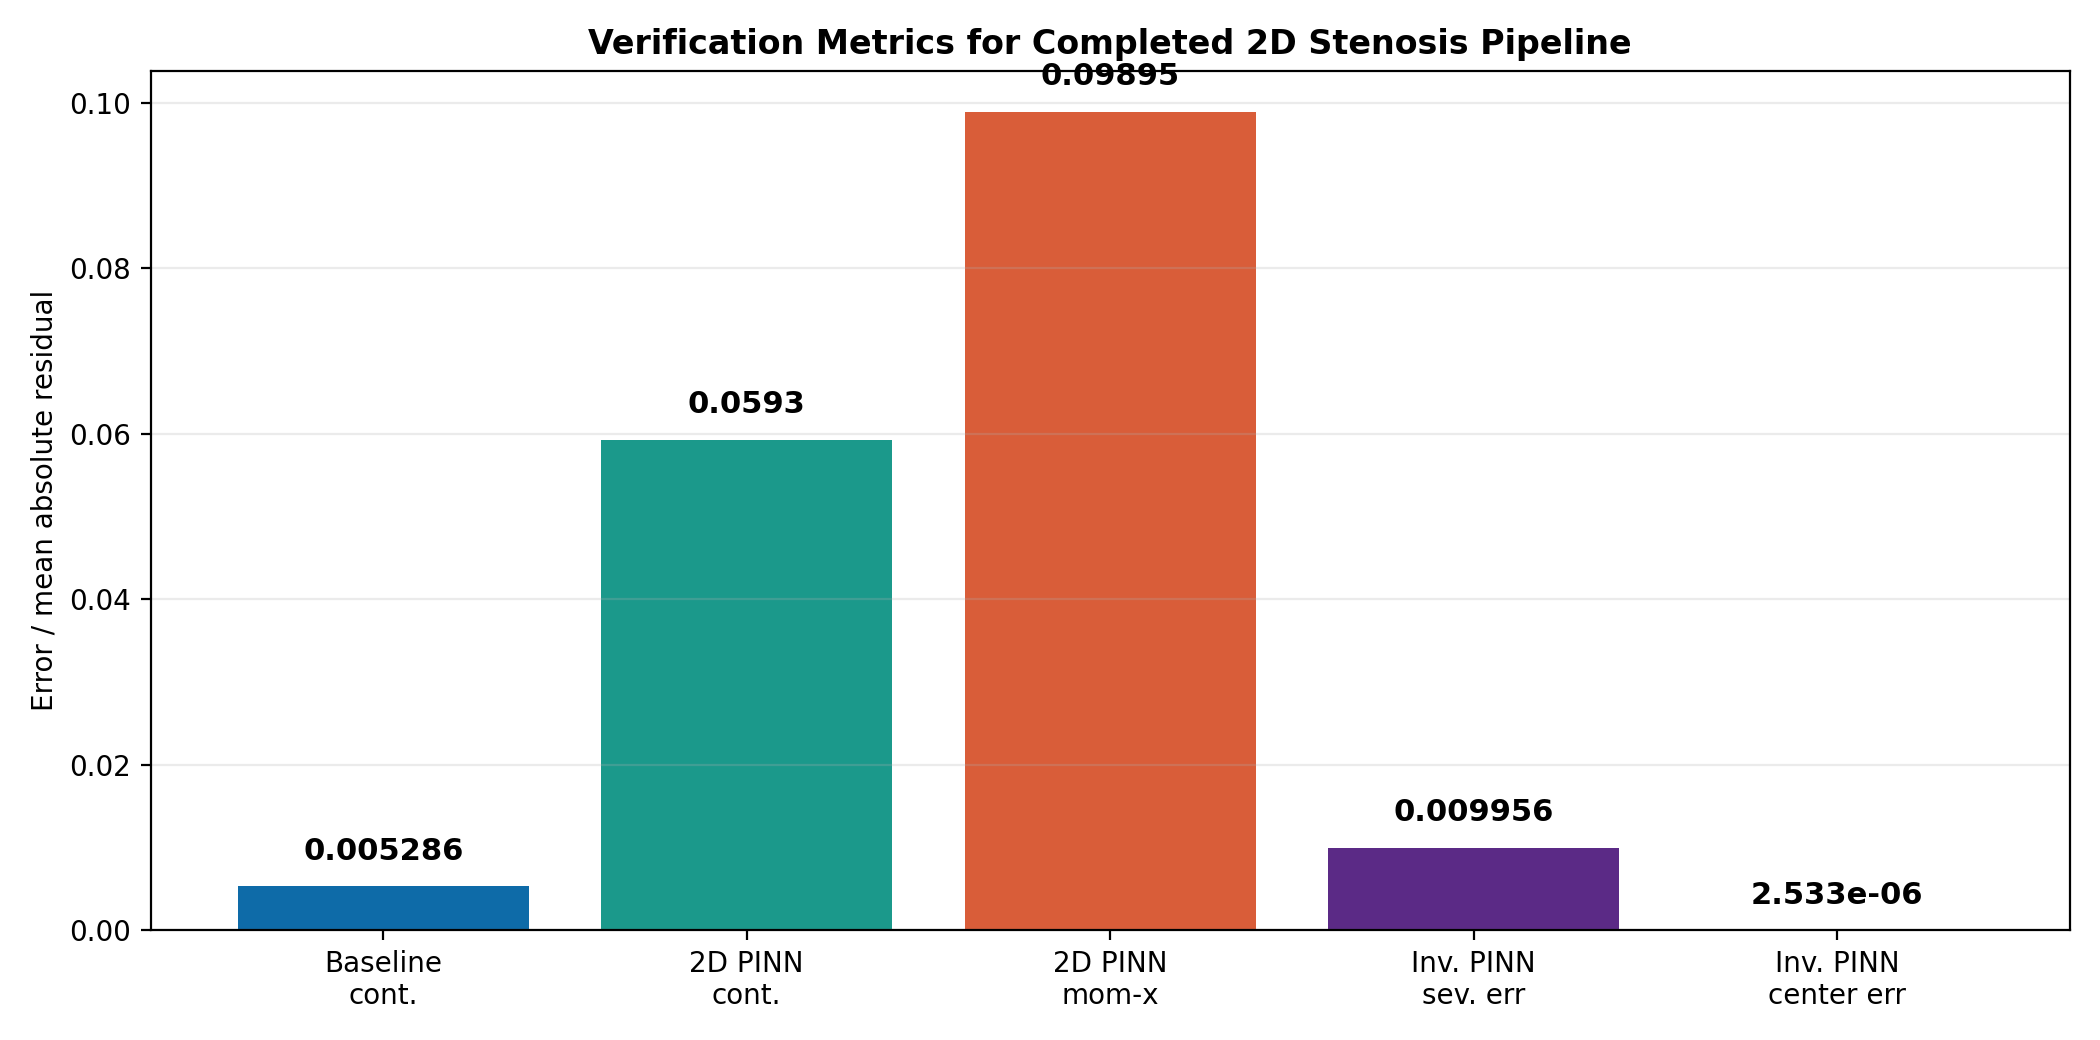 Verification Metrics for Completed 2D Stenosis Pipeline
Error / mean absolute residual
0.10
0.08
0.06
0.04
0.02
0.00
0.005286
0.0593
0.09895
0.009956
2.533e-06
Baseline
cont.
2D PINN
cont.
2D PINN
mom-x
Inv. PINN
sev. err
Inv. PINN
center err